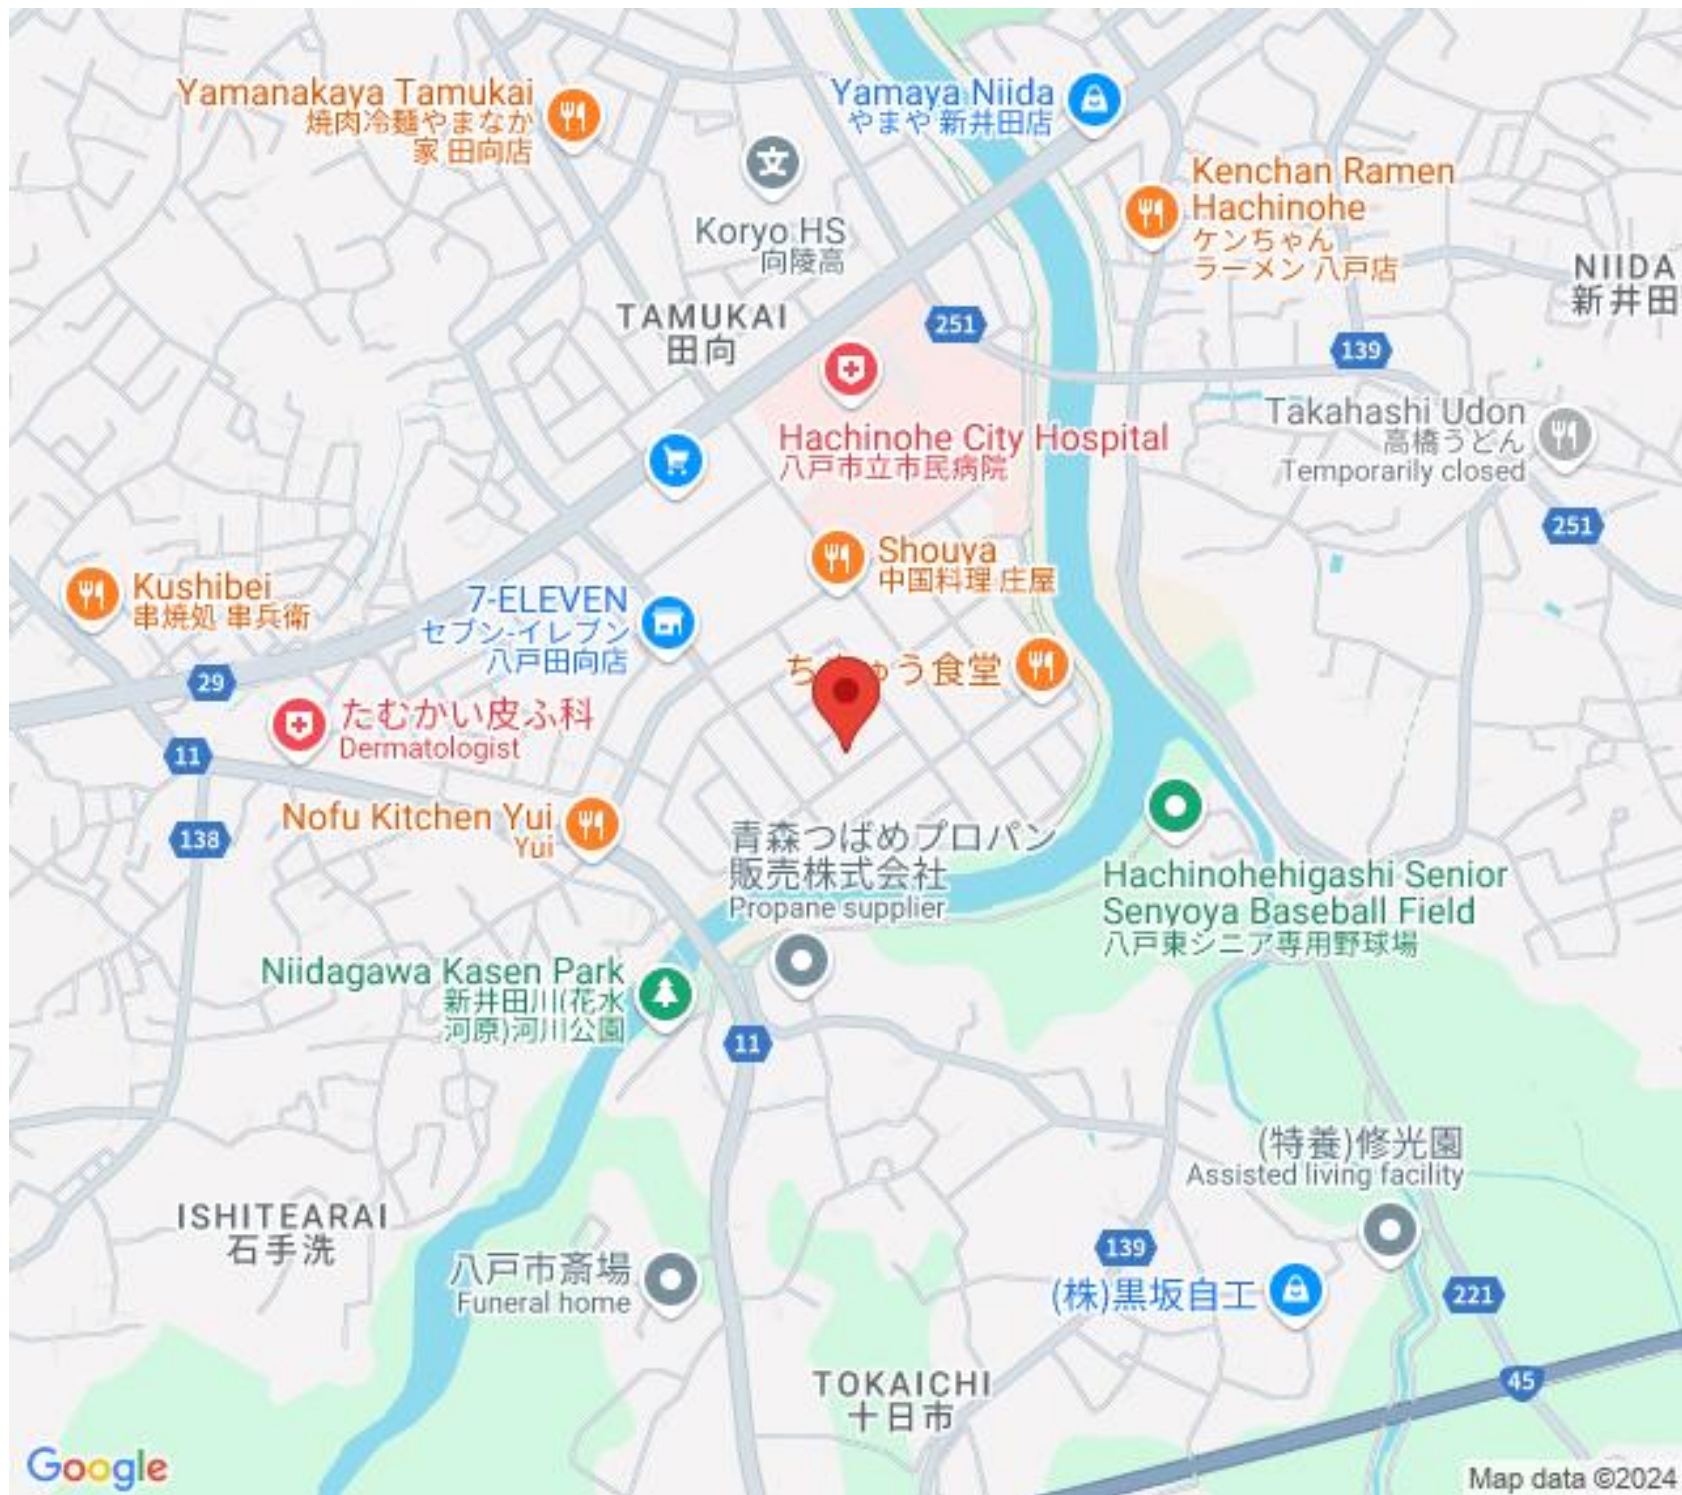 Yamanakaya Tamukai
焼肉冷麺やまなか
家 田向店
Yamaya Niida
やまや 新井田店
Koryo HS
向陵高
Kenchan Ramen
Hachinohe
ケンちゃん
ラーメン 八戸店
NIIDA
新井田
TAMUKAI
田向
251
139
Hachinohe City Hospital
八戸市立市民病院
Takahashi Udon
高橋うどん
Temporarily closed
251
Shouya
中国料理 庄屋
Kushibei
串焼処 串兵衛
7-ELEVEN
セブン-イレブン
八戸田向店
う食堂
29
たむかい皮ふ科
Dermatologist
11
138
Nofu Kitchen Yui
Yui
青森つばめプロパン
販売株式会社
Propane supplier
Hachinohehigashi Senior
Senyoya Baseball Field
八戸東シニア専用野球場
Niidagawa Kasen Park
新井田川(花水
河原)河川公園
11
(特養)修光園
Assisted living facility
ISHITEARAI
石手洗
八戸市斎場
Funeral home
139
(株)黒坂自工
221
45
TOKAICHI
十日市
Google
Map data ©2024